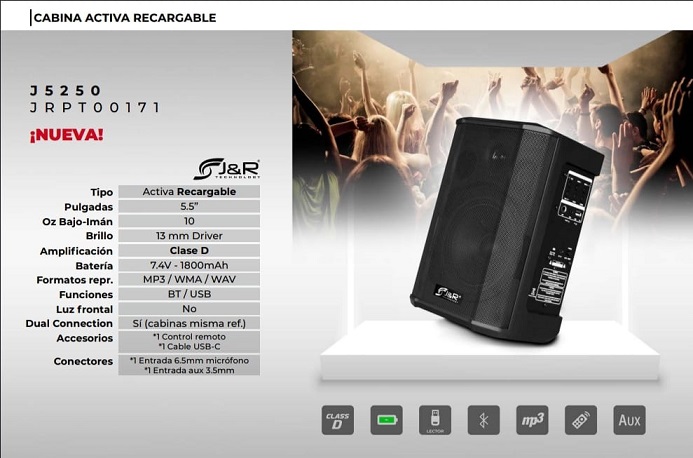 CABINA ACTIVA RECARGABLE
J5250
JRPT00171
¡NUEVA!
J&R
TECHNOLOGY
Tipo Activa Recargable
Pulgadas 5.5”
Oz Bajo-Imán 10
Brillo 13 mm Driver
Amplificación Clase D
Batería 7.4V - 1800mAh
Formatos repr. MP3 / WMA / WAV
Funciones BT / USB
Luz frontal No
Dual Connection Sí (cabinas misma ref.)
Accesorios *1 Control remoto
*1 Cable USB-C
Conectores *1 Entrada 6.5mm micrófono
*1 Entrada aux 3.5mm
J&R
CLASS
D
LECTOR
mp3
AUX